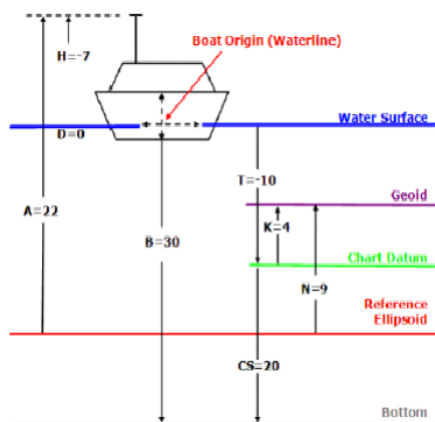 H=-7
Boat Origin (Waterline)
Water Surface
D=0
T=-10
A=22
Geoid
K=4
B=30
Chart Datum
N=9
Reference
Ellipsoid
CS=20
Bottom